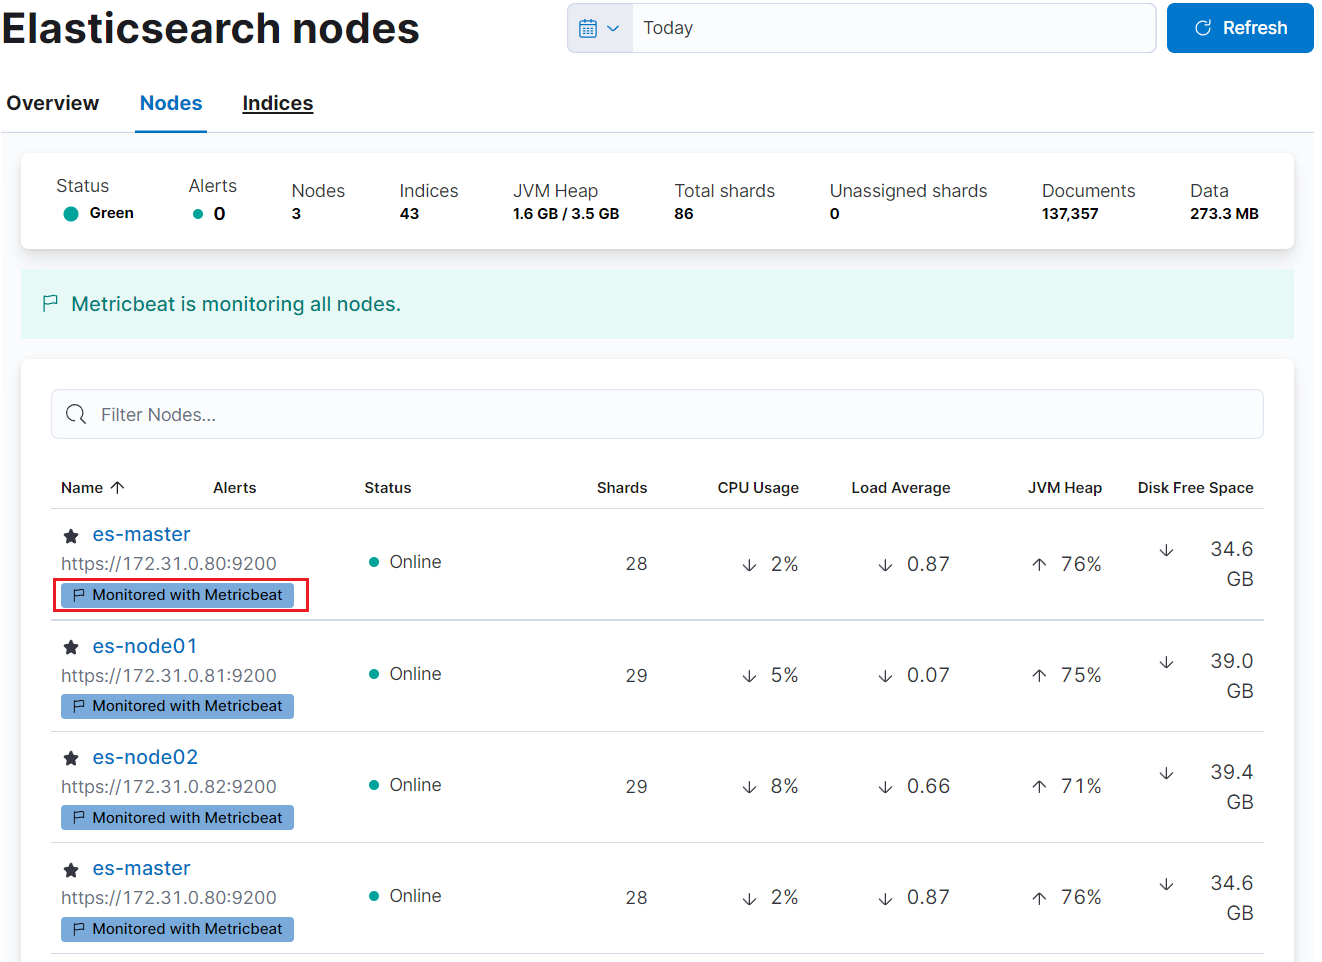 Elasticsearch nodes
Today
Refresh
Overview Nodes Indices
Status Alerts Nodes Indices JVM Heap Total shards Unassigned shards Documents Data
Green 0 3 43 1.6 GB / 3.5 GB 86 0 137,357 273.3 MB
Metricbeat is monitoring all nodes.
Filter Nodes...
Name Alerts Status Shards CPU Usage Load Average JVM Heap Disk Free Space
es-master
https://172.31.0.80:9200 Online 28 2% 0.87 76% 34.6 GB
Monitored with Metricbeat
es-node01
https://172.31.0.81:9200 Online 29 5% 0.07 75% 39.0 GB
Monitored with Metricbeat
es-node02
https://172.31.0.82:9200 Online 29 8% 0.66 71% 39.4 GB
Monitored with Metricbeat
es-master
https://172.31.0.80:9200 Online 28 2% 0.87 76% 34.6 GB
Monitored with Metricbeat